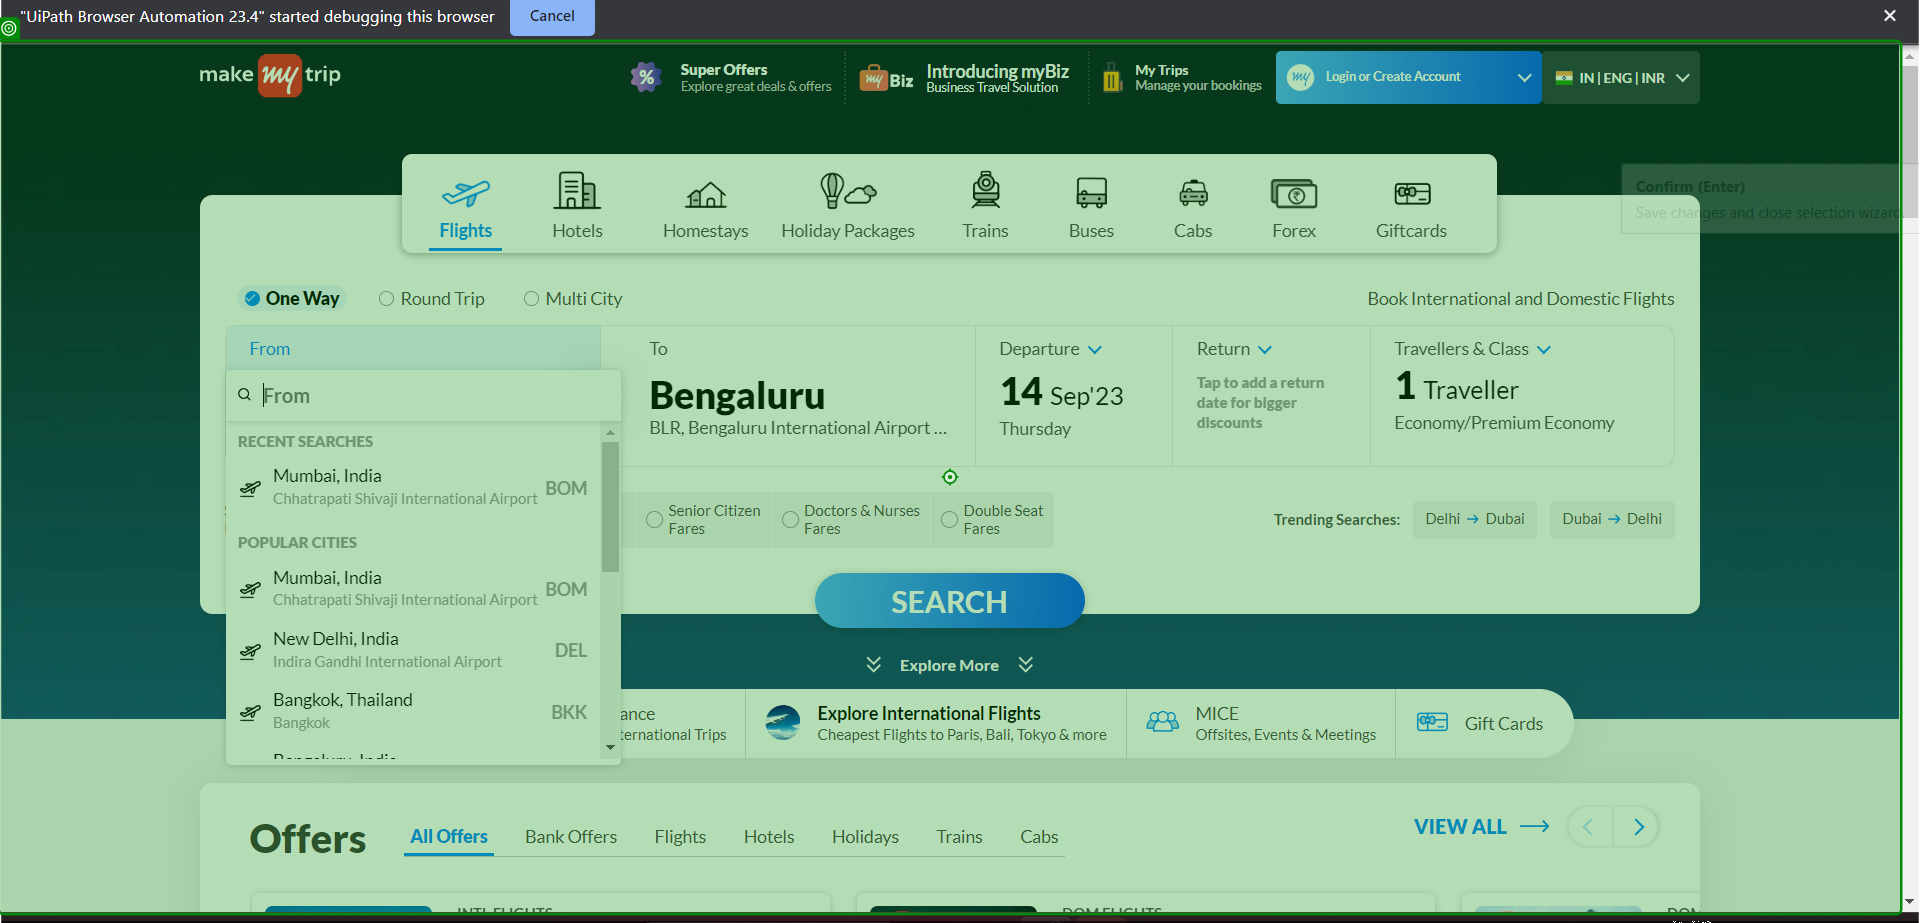 "UiPath Browser Automation 23.4" started debugging this browser
Cancel
make my trip
%
Super Offers
Explore great deals & offers
my Biz
Introducing myBiz
Business Travel Solution
My Trips
Manage your bookings
my
Login or Create Account
IN | ENG | INR
Flights
Hotels
Homestays
Holiday Packages
Trains
Buses
Cabs
Forex
Giftcards
Confirm (Enter)
Save changes and close selection wizard
One Way
Round Trip
Multi City
Book International and Domestic Flights
From
From
RECENT SEARCHES
Mumbai, India
Chhatrapati Shivaji International Airport
BOM
POPULAR CITIES
Mumbai, India
Chhatrapati Shivaji International Airport
BOM
New Delhi, India
Indira Gandhi International Airport
DEL
Bangkok, Thailand
Bangkok
BKK
Bengaluru, India
To
Bengaluru
BLR, Bengaluru International Airport ...
Departure
14 Sep'23
Thursday
Return
Tap to add a return
date for bigger
discounts
Travellers & Class
1 Traveller
Economy/Premium Economy
Senior Citizen
Fares
Doctors & Nurses
Fares
Double Seat
Fares
Trending Searches:
Delhi → Dubai
Dubai → Delhi
SEARCH
Explore More
ance
ternational Trips
Explore International Flights
Cheapest Flights to Paris, Bali, Tokyo & more
MICE
Offsites, Events & Meetings
Gift Cards
Offers
All Offers
Bank Offers
Flights
Hotels
Holidays
Trains
Cabs
VIEW ALL →
INTL FLIGHTS
DOM FLIGHTS